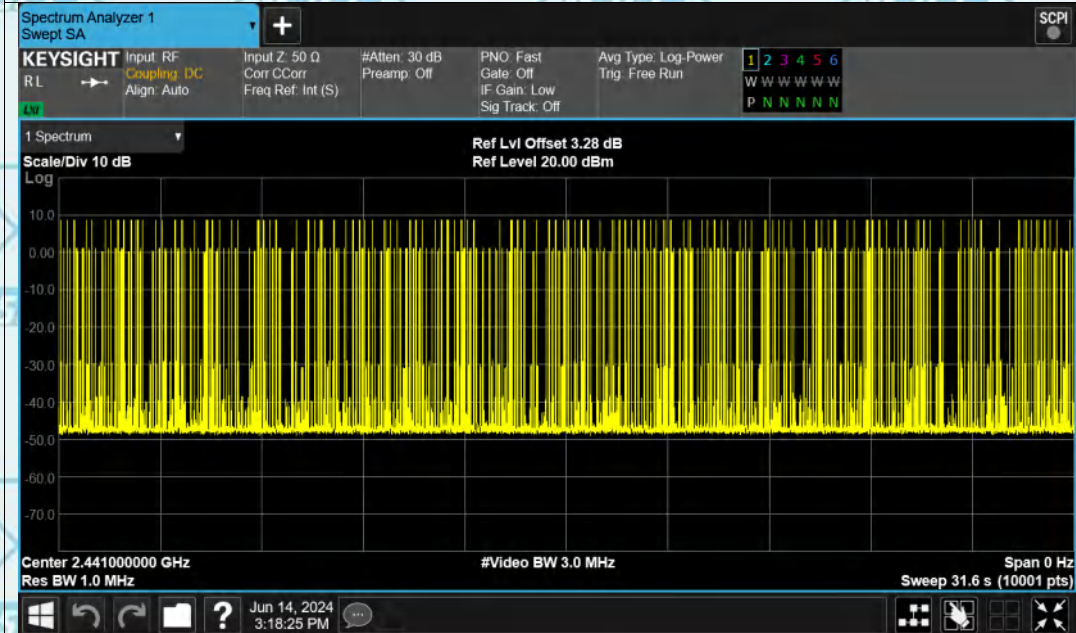 Spectrum Analyzer 1
Swept SA
+
SCPI
KEYSIGHT Input: RF
RL
Coupling: DC
Align: Auto
LXI
Input Z: 50 Ω
Corr CCorr
Freq Ref: Int (S)
#Atten: 30 dB
Preamp: Off
PNO: Fast
Gate: Off
IF Gain: Low
Sig Track: Off
Avg Type: Log-Power
Trig: Free Run
1 2 3 4 5 6
W W W W W W
P N N N N N
1 Spectrum
Scale/Div 10 dB
Ref Lvl Offset 3.28 dB
Ref Level 20.00 dBm
Log
10.0
0.00
-10.0
-20.0
-30.0
-40.0
-50.0
-60.0
-70.0
Center 2.441000000 GHz
#Video BW 3.0 MHz
Span 0 Hz
Res BW 1.0 MHz
Sweep 31.6 s (10001 pts)
?
Jun 14, 2024
3:18:25 PM